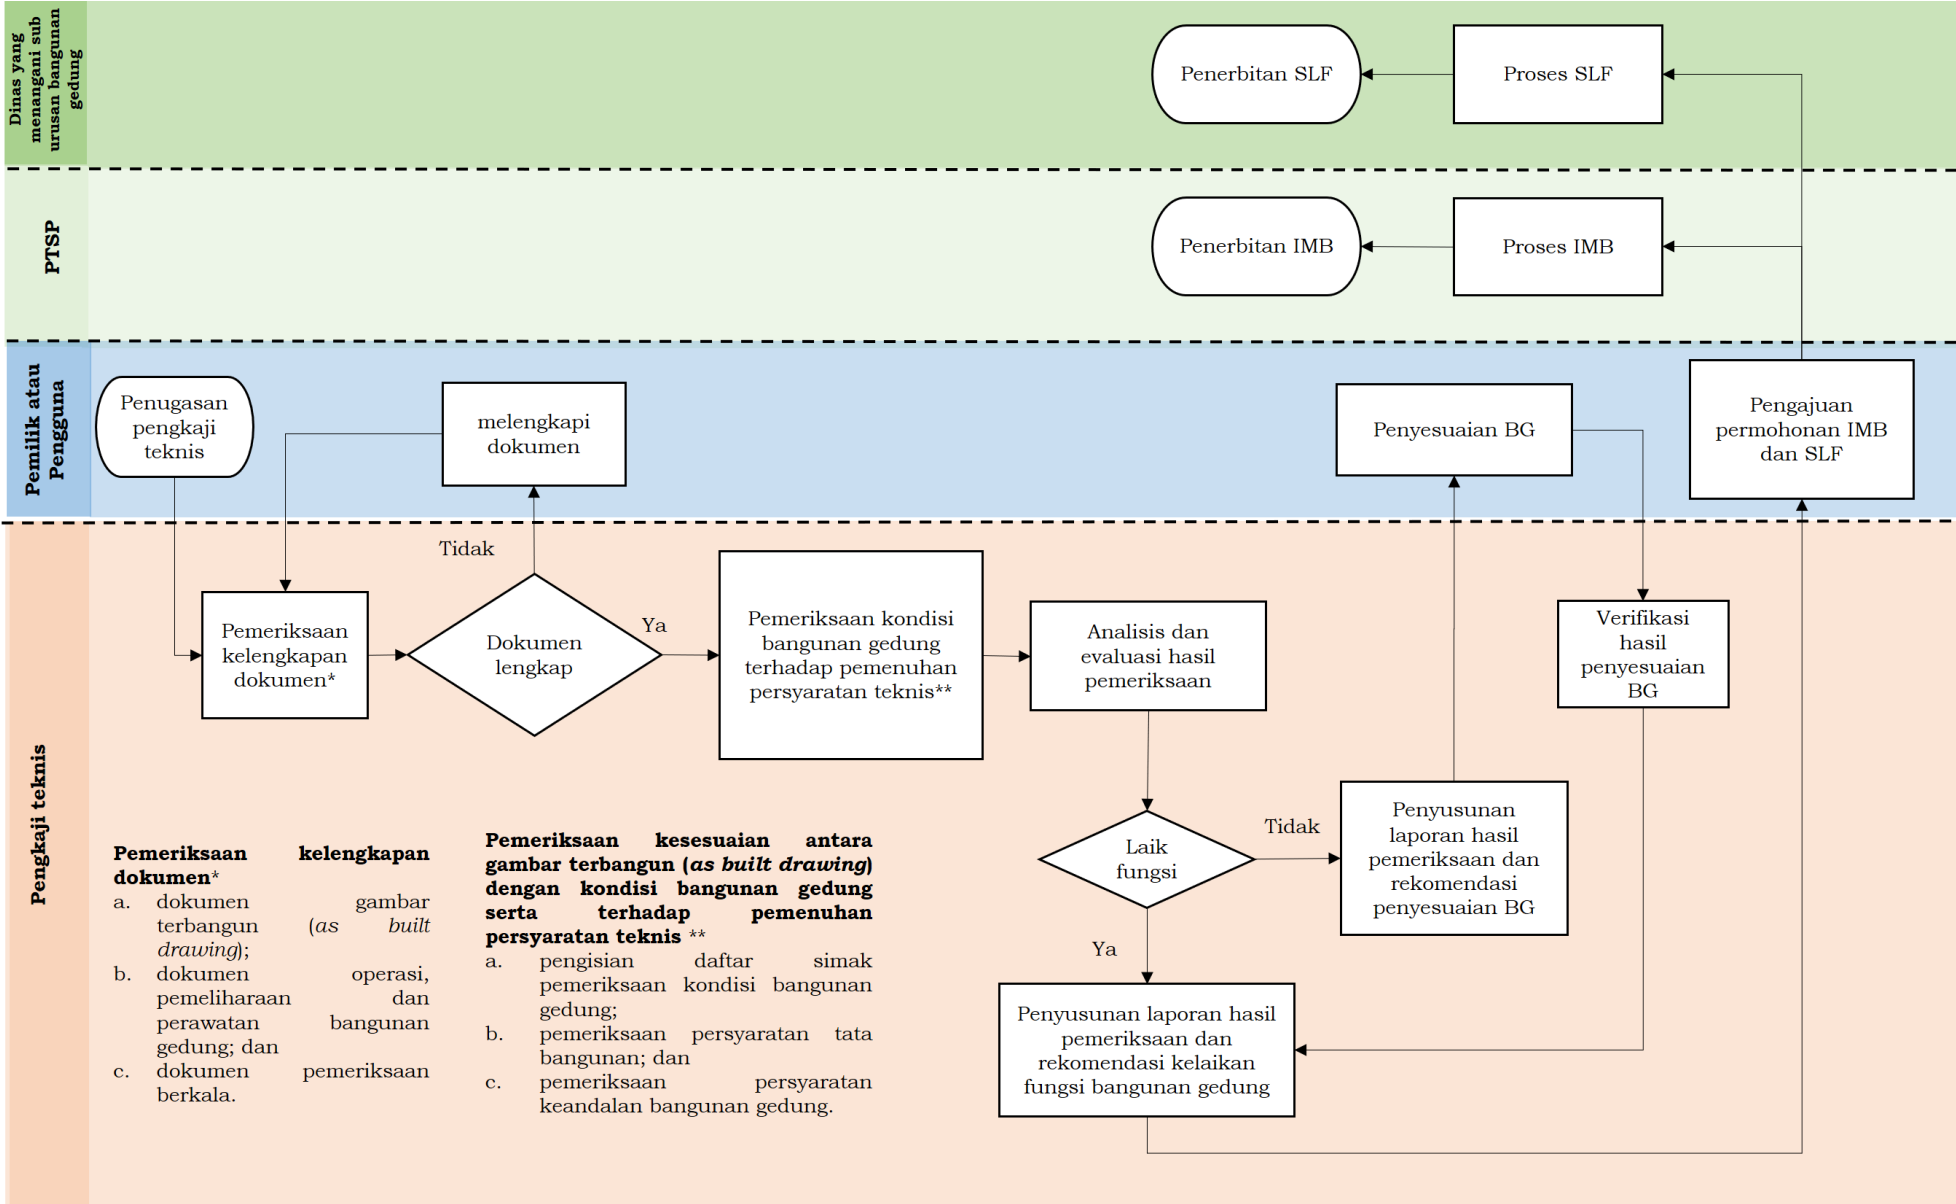 Dinas yang
menangani sub
urusan bangunan
gedung
Penerbitan SLF
Proses SLF
PTSP
Penerbitan IMB
Proses IMB
Pemilik atau
Pengguna
Penugasan
pengkaji
teknis
melengkapi
dokumen
Penyesuaian BG
Pengajuan
permohonan IMB
dan SLF
Pengkaji teknis
Tidak
Pemeriksaan
kelengkapan
dokumen*
Dokumen
lengkap
Ya
Pemeriksaan kondisi
bangunan gedung
terhadap pemenuhan
persyaratan teknis**
Analisis dan
evaluasi hasil
pemeriksaan
Verifikasi
hasil
penyesuaian
BG
Laik
fungsi
Tidak
Penyusunan
laporan hasil
pemeriksaan dan
rekomendasi
penyesuaian BG
Ya
Penyusunan laporan hasil
pemeriksaan dan
rekomendasi kelaikan
fungsi bangunan gedung
Pemeriksaan kelengkapan
dokumen*
a. dokumen gambar
terbangun (as built
drawing);
b. dokumen operasi,
pemeliharaan dan
perawatan bangunan
gedung; dan
c. dokumen pemeriksaan
berkala.
Pemeriksaan kesesuaian antara
gambar terbangun (as built drawing)
dengan kondisi bangunan gedung
serta terhadap pemenuhan
persyaratan teknis **
a. pengisian daftar simak
pemeriksaan kondisi bangunan
gedung;
b. pemeriksaan persyaratan tata
bangunan; dan
c. pemeriksaan persyaratan
keandalan bangunan gedung.